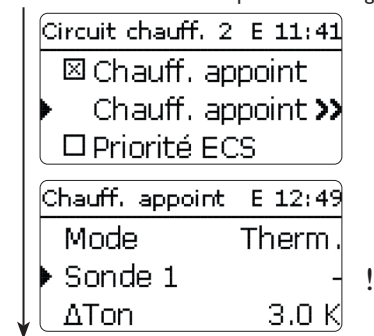 Circuit chauff. 2 E 11:41
☒ Chauff. appoint
Chauff. appoint >>
☐ Priorité ECS
Chauff. appoint E 12:49
Mode Therm.
Sonde 1 - !
ΔTon 3.0 K